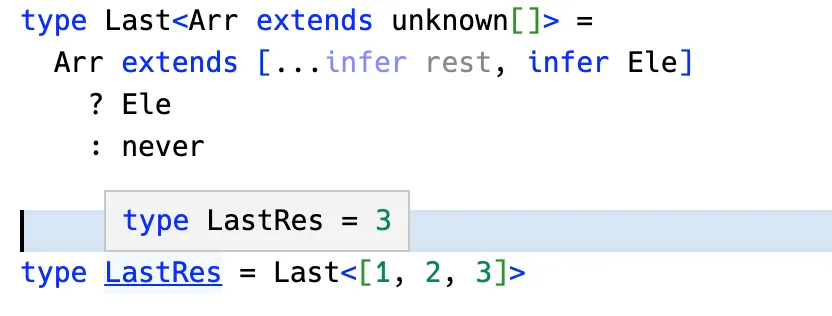 type Last<Arr extends unknown[]> =
  Arr extends [...infer rest, infer Ele]
    ? Ele
    : never
type LastRes = 3
type LastRes = Last<[1, 2, 3]>